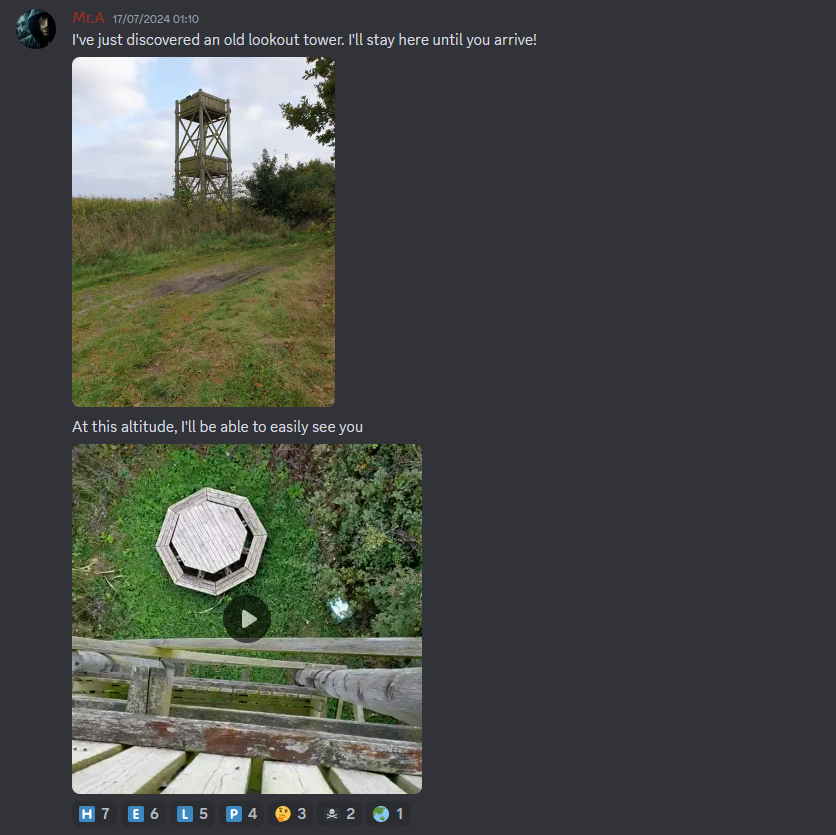 Mr.A 17/07/2024 01:10
I've just discovered an old lookout tower. I'll stay here until you arrive!
At this altitude, I'll be able to easily see you
H 7 E 6 L 5 P 4 🤔 3 ☠ 2 🌏 1